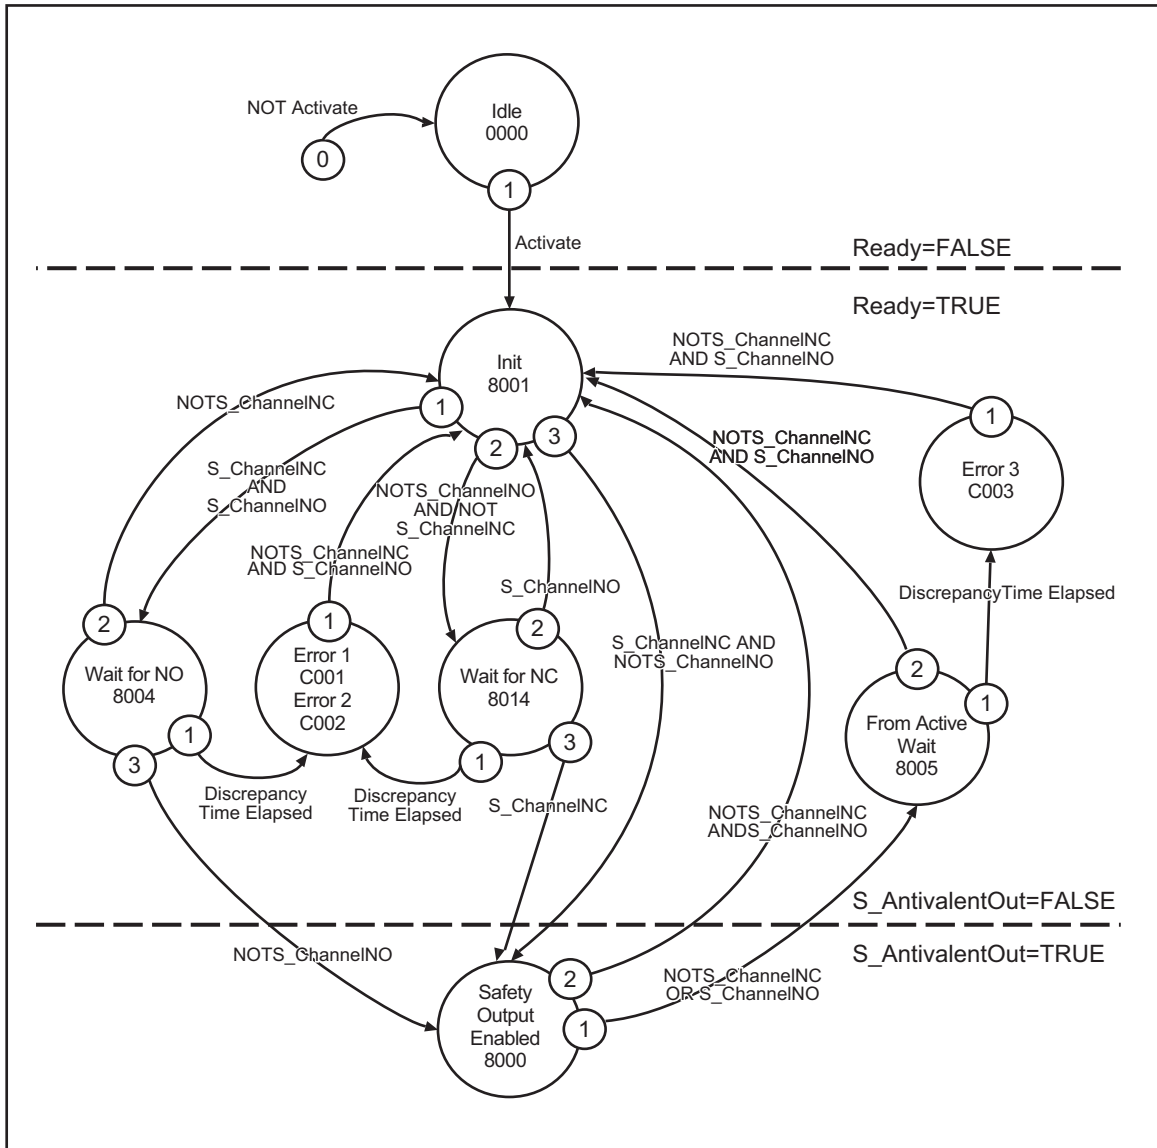 Idle
0000
NOT Activate
0
1
Activate
Ready=FALSE
Ready=TRUE
Init
8001
1
2
3
NOTS_ChannelNC
AND S_ChannelNO
1
Error 3
C003
NOTS_ChannelNC
S_ChannelNC
AND
S_ChannelNO
NOTS_ChannelNO
AND NOT
S_ChannelNC
NOTS_ChannelNC
AND S_ChannelNO
NOTS_ChannelNC
AND S_ChannelNO
S_ChannelNO
DiscrepancyTime Elapsed
2
Wait for NO
8004
1
3
1
Error 1
C001
Error 2
C002
2
Wait for NC
8014
1
3
S_ChannelNC AND
NOTS_ChannelNO
2
1
From Active
Wait
8005
Discrepancy
Time Elapsed
Discrepancy
Time Elapsed
S_ChannelNC
NOTS_ChannelNC
ANDS_ChannelNO
S_AntivalentOut=FALSE
S_AntivalentOut=TRUE
NOTS_ChannelNO
NOTS_ChannelNC
OR S_ChannelNO
2
1
Safety
Output
Enabled
8000